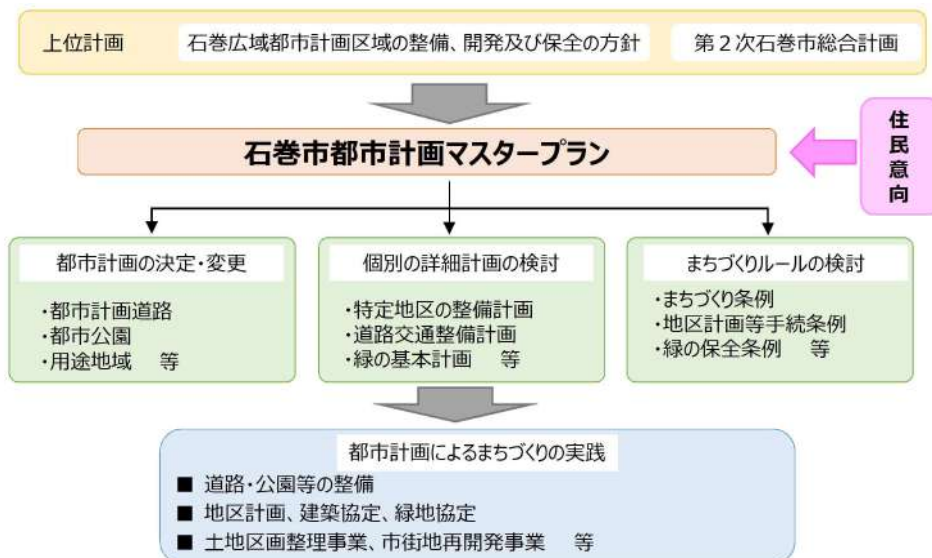 上位計画 石巻広域都市計画区域の整備、開発及び保全の方針 第2次石巻市総合計画
石巻市都市計画マスタープラン
住民意向
都市計画の決定・変更
・都市計画道路
・都市公園
・用途地域 等
個別の詳細計画の検討
・特定地区の整備計画
・道路交通整備計画
・緑の基本計画 等
まちづくりルールの検討
・まちづくり条例
・地区計画等手続条例
・緑の保全条例 等
都市計画によるまちづくりの実践
■ 道路・公園等の整備
■ 地区計画、建築協定、緑地協定
■ 土地区画整理事業、市街地再開発事業 等